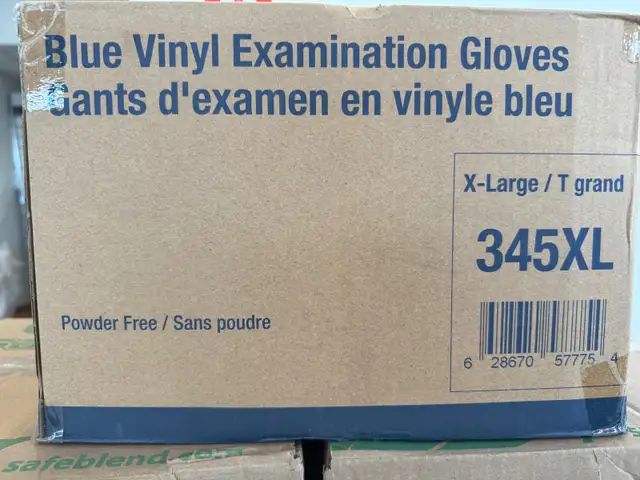 Blue Vinyl Examination Gloves
Gants d'examen en vinyle bleu
X-Large / T grand
345XL
Powder Free / Sans poudre
6 28670 57775 4
safeblend.com